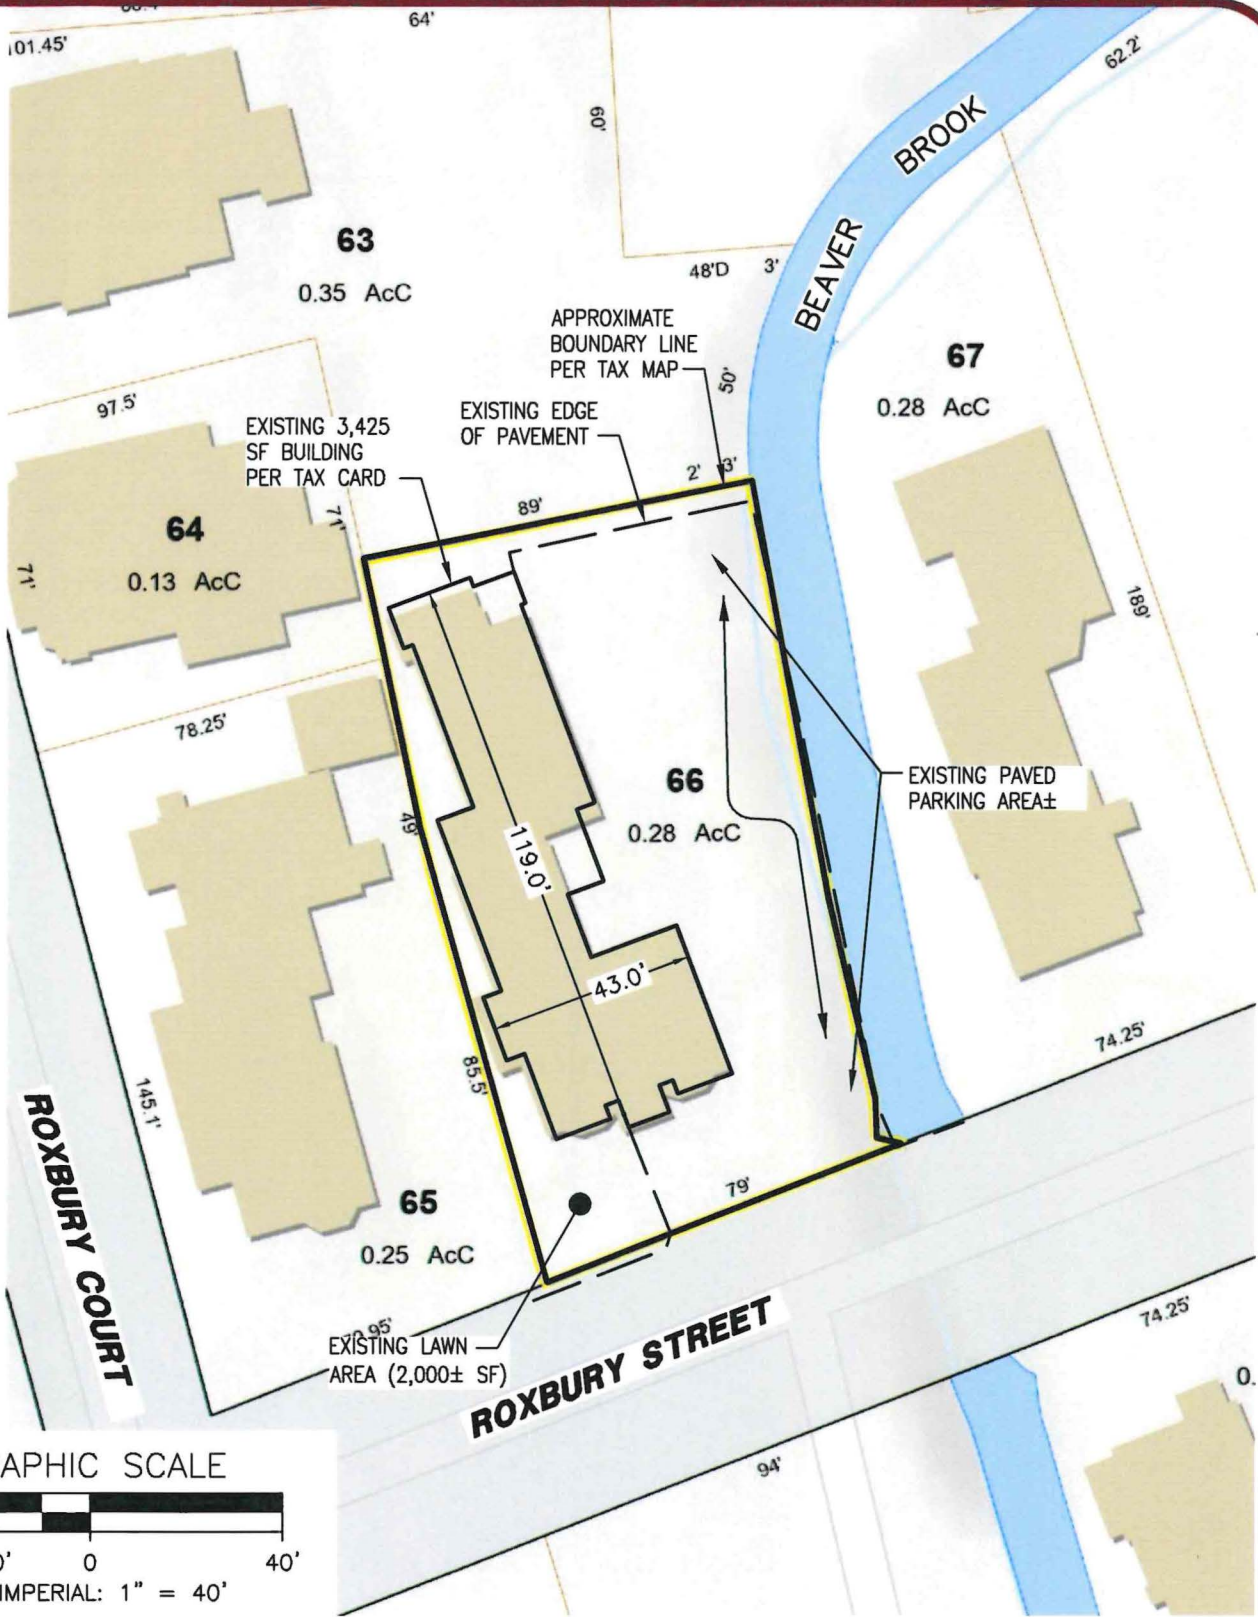 64'
101.45'
62.2'
60'
BEAVER BROOK
63
0.35 AcC
48'D
3'
APPROXIMATE
BOUNDARY LINE
PER TAX MAP
50'
67
0.28 AcC
97.5'
EXISTING 3,425
SF BUILDING
PER TAX CARD
EXISTING EDGE
OF PAVEMENT
2'
3'
89'
71'
64
0.13 AcC
71'
189'
78.25'
66
0.28 AcC
EXISTING PAVED
PARKING AREA±
49'
119.0'
43.0'
85.5'
145.1'
74.25'
ROXBURY COURT
65
0.25 AcC
79'
EXISTING LAWN
AREA (2,000± SF)
ROXBURY STREET
74.25'
0.
94'
APHIC SCALE
0'
0
40'
IMPERIAL: 1" = 40'